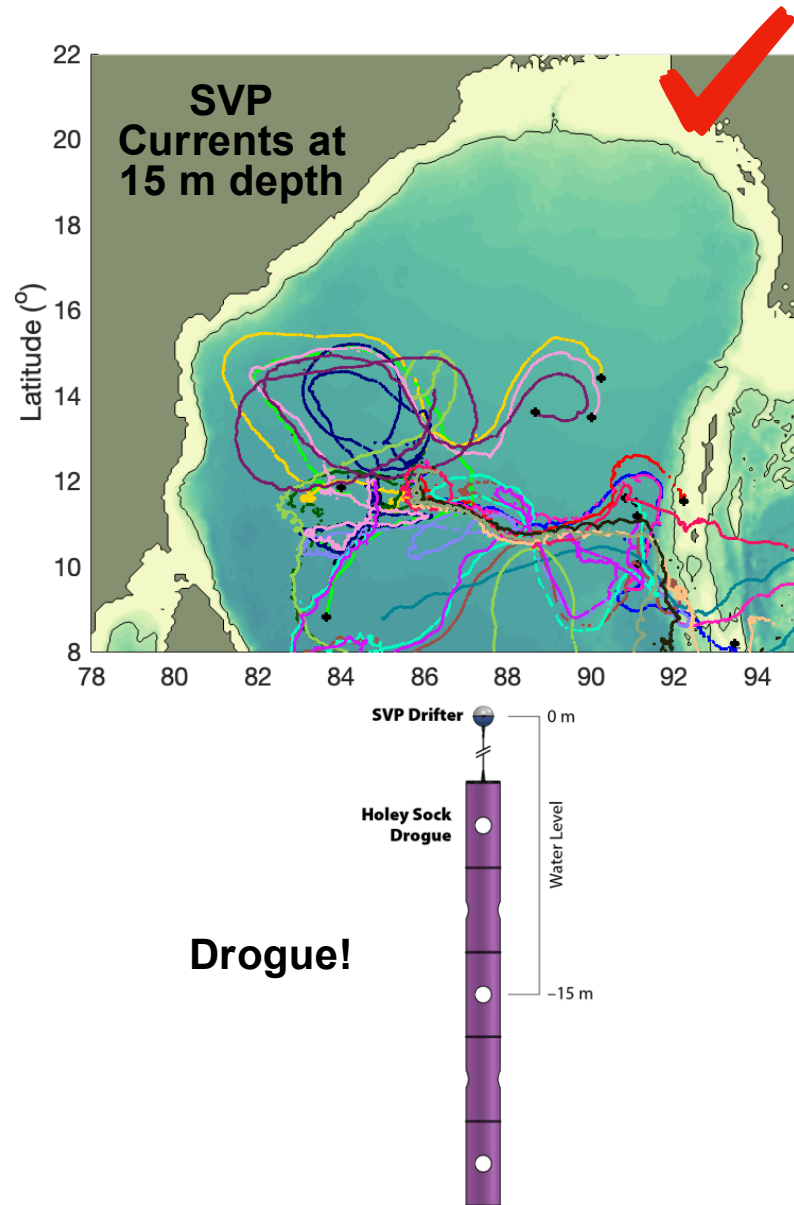 SVP
Currents at
15 m depth
22
20
18
16
14
12
10
8
Latitude (°)
78 80 82 84 86 88 90 92 94
SVP Drifter
0 m
Holey Sock
Drogue
Water Level
Drogue!
–15 m